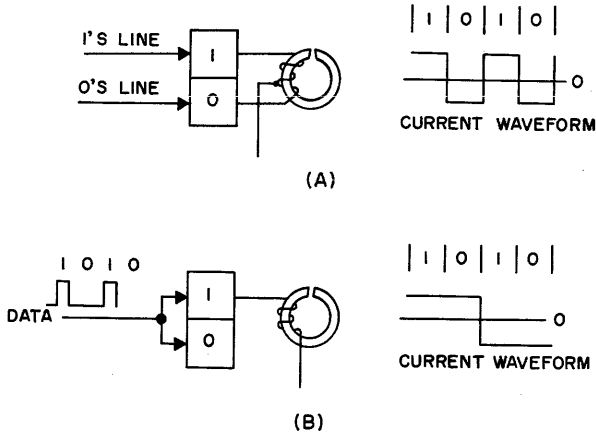 1'S LINE
0'S LINE
1
0
| 1 | 0 | 1 | 0 |
0
CURRENT WAVEFORM
(A)
1 0 1 0
DATA
1
0
| 1 | 0 | 1 | 0
0
CURRENT WAVEFORM
(B)